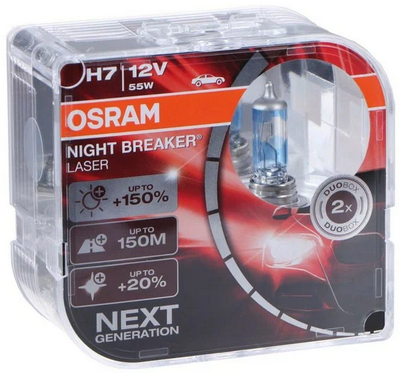 H7 12V
55W
OSRAM
NIGHT BREAKER®
LASER
UP TO
+150%
UP TO
150M
UP TO
+20%
NEXT
GENERATION
DUOBOX
2x
DUOBOX